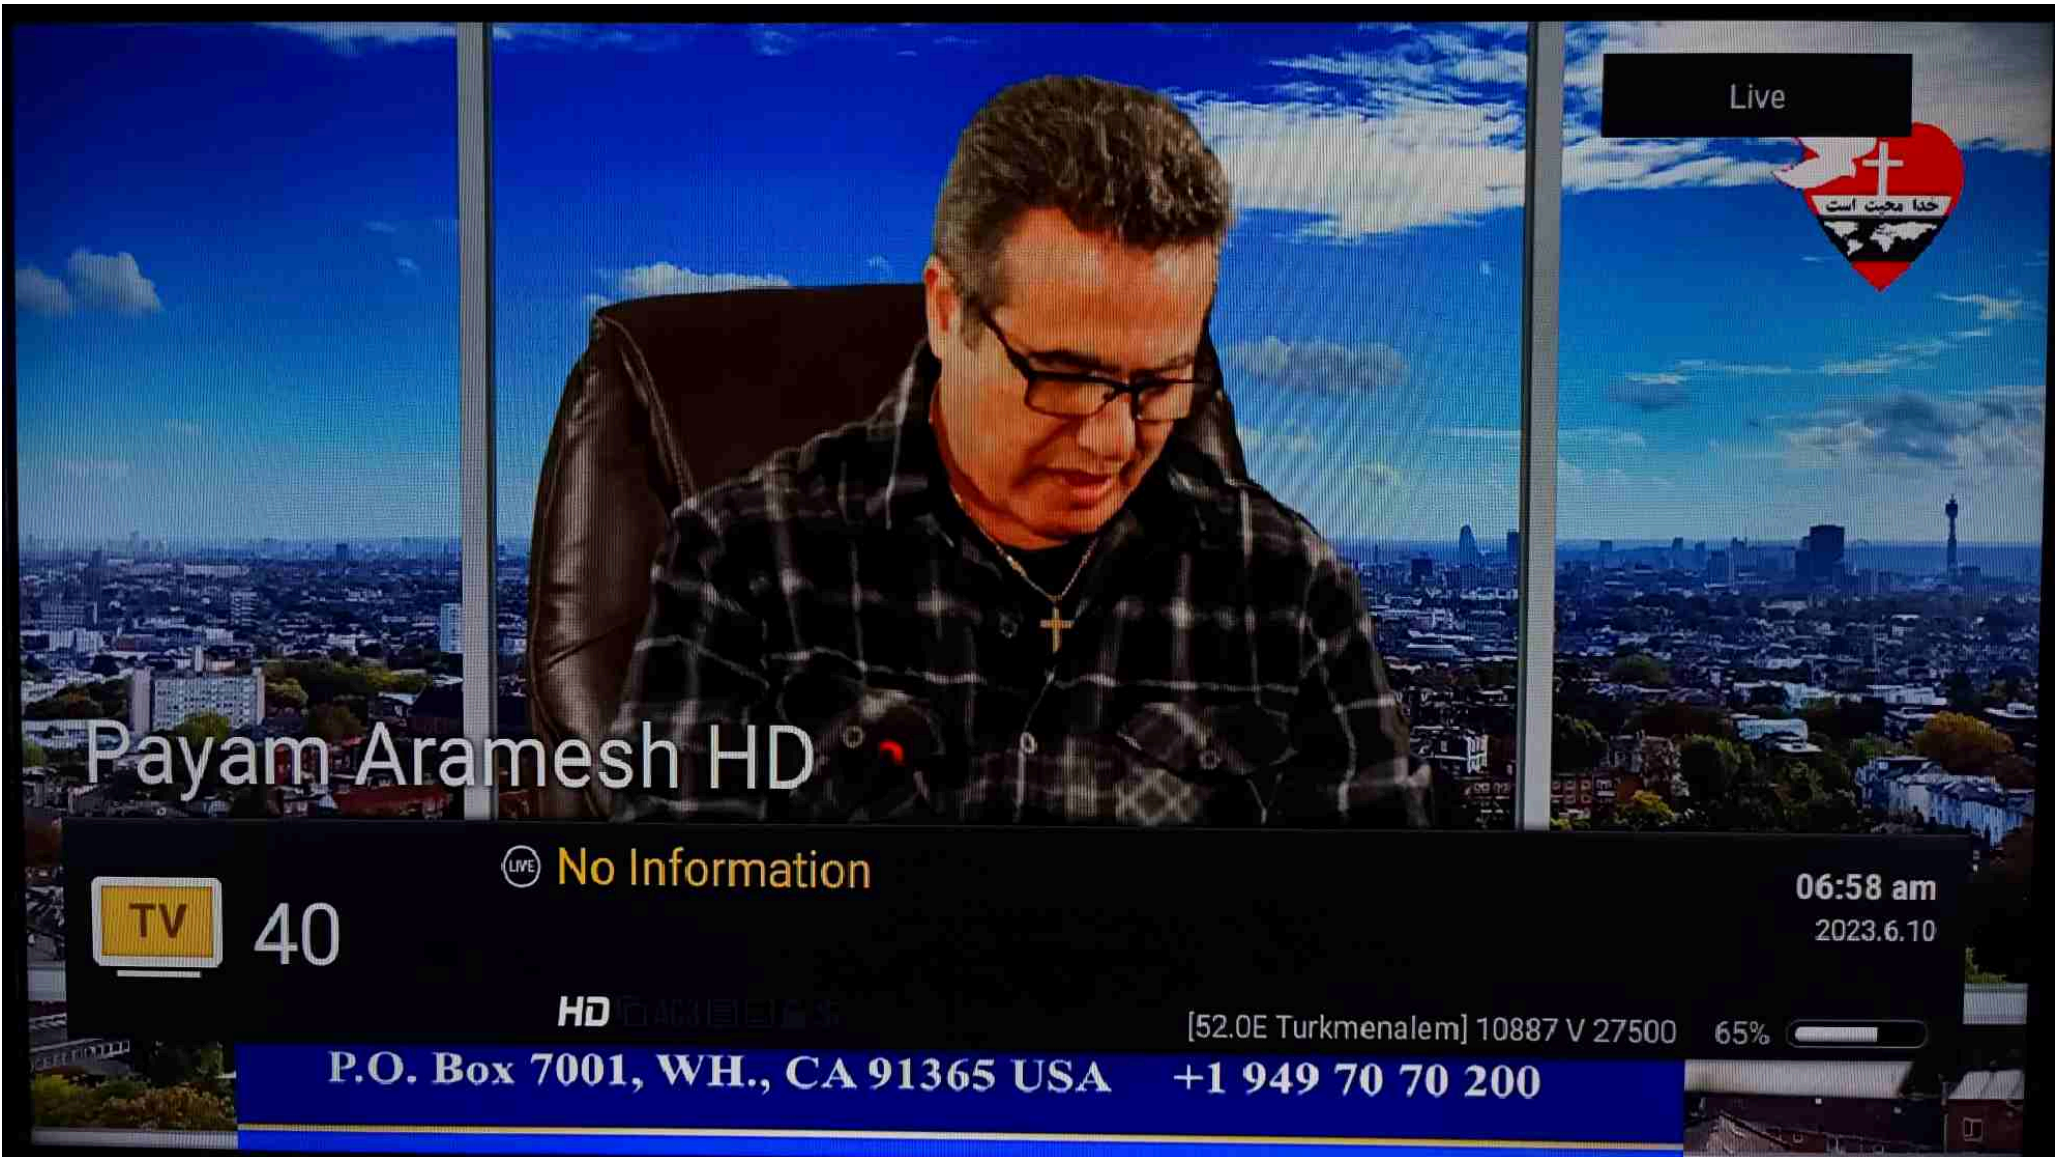 Live
خدا محبت است
Payam Aramesh HD
LIVE No Information
06:58 am
TV 40
2023.6.10
HD
[52.0E Turkmenalem] 10887 V 27500 65%
P.O. Box 7001, WH., CA 91365 USA +1 949 70 70 200